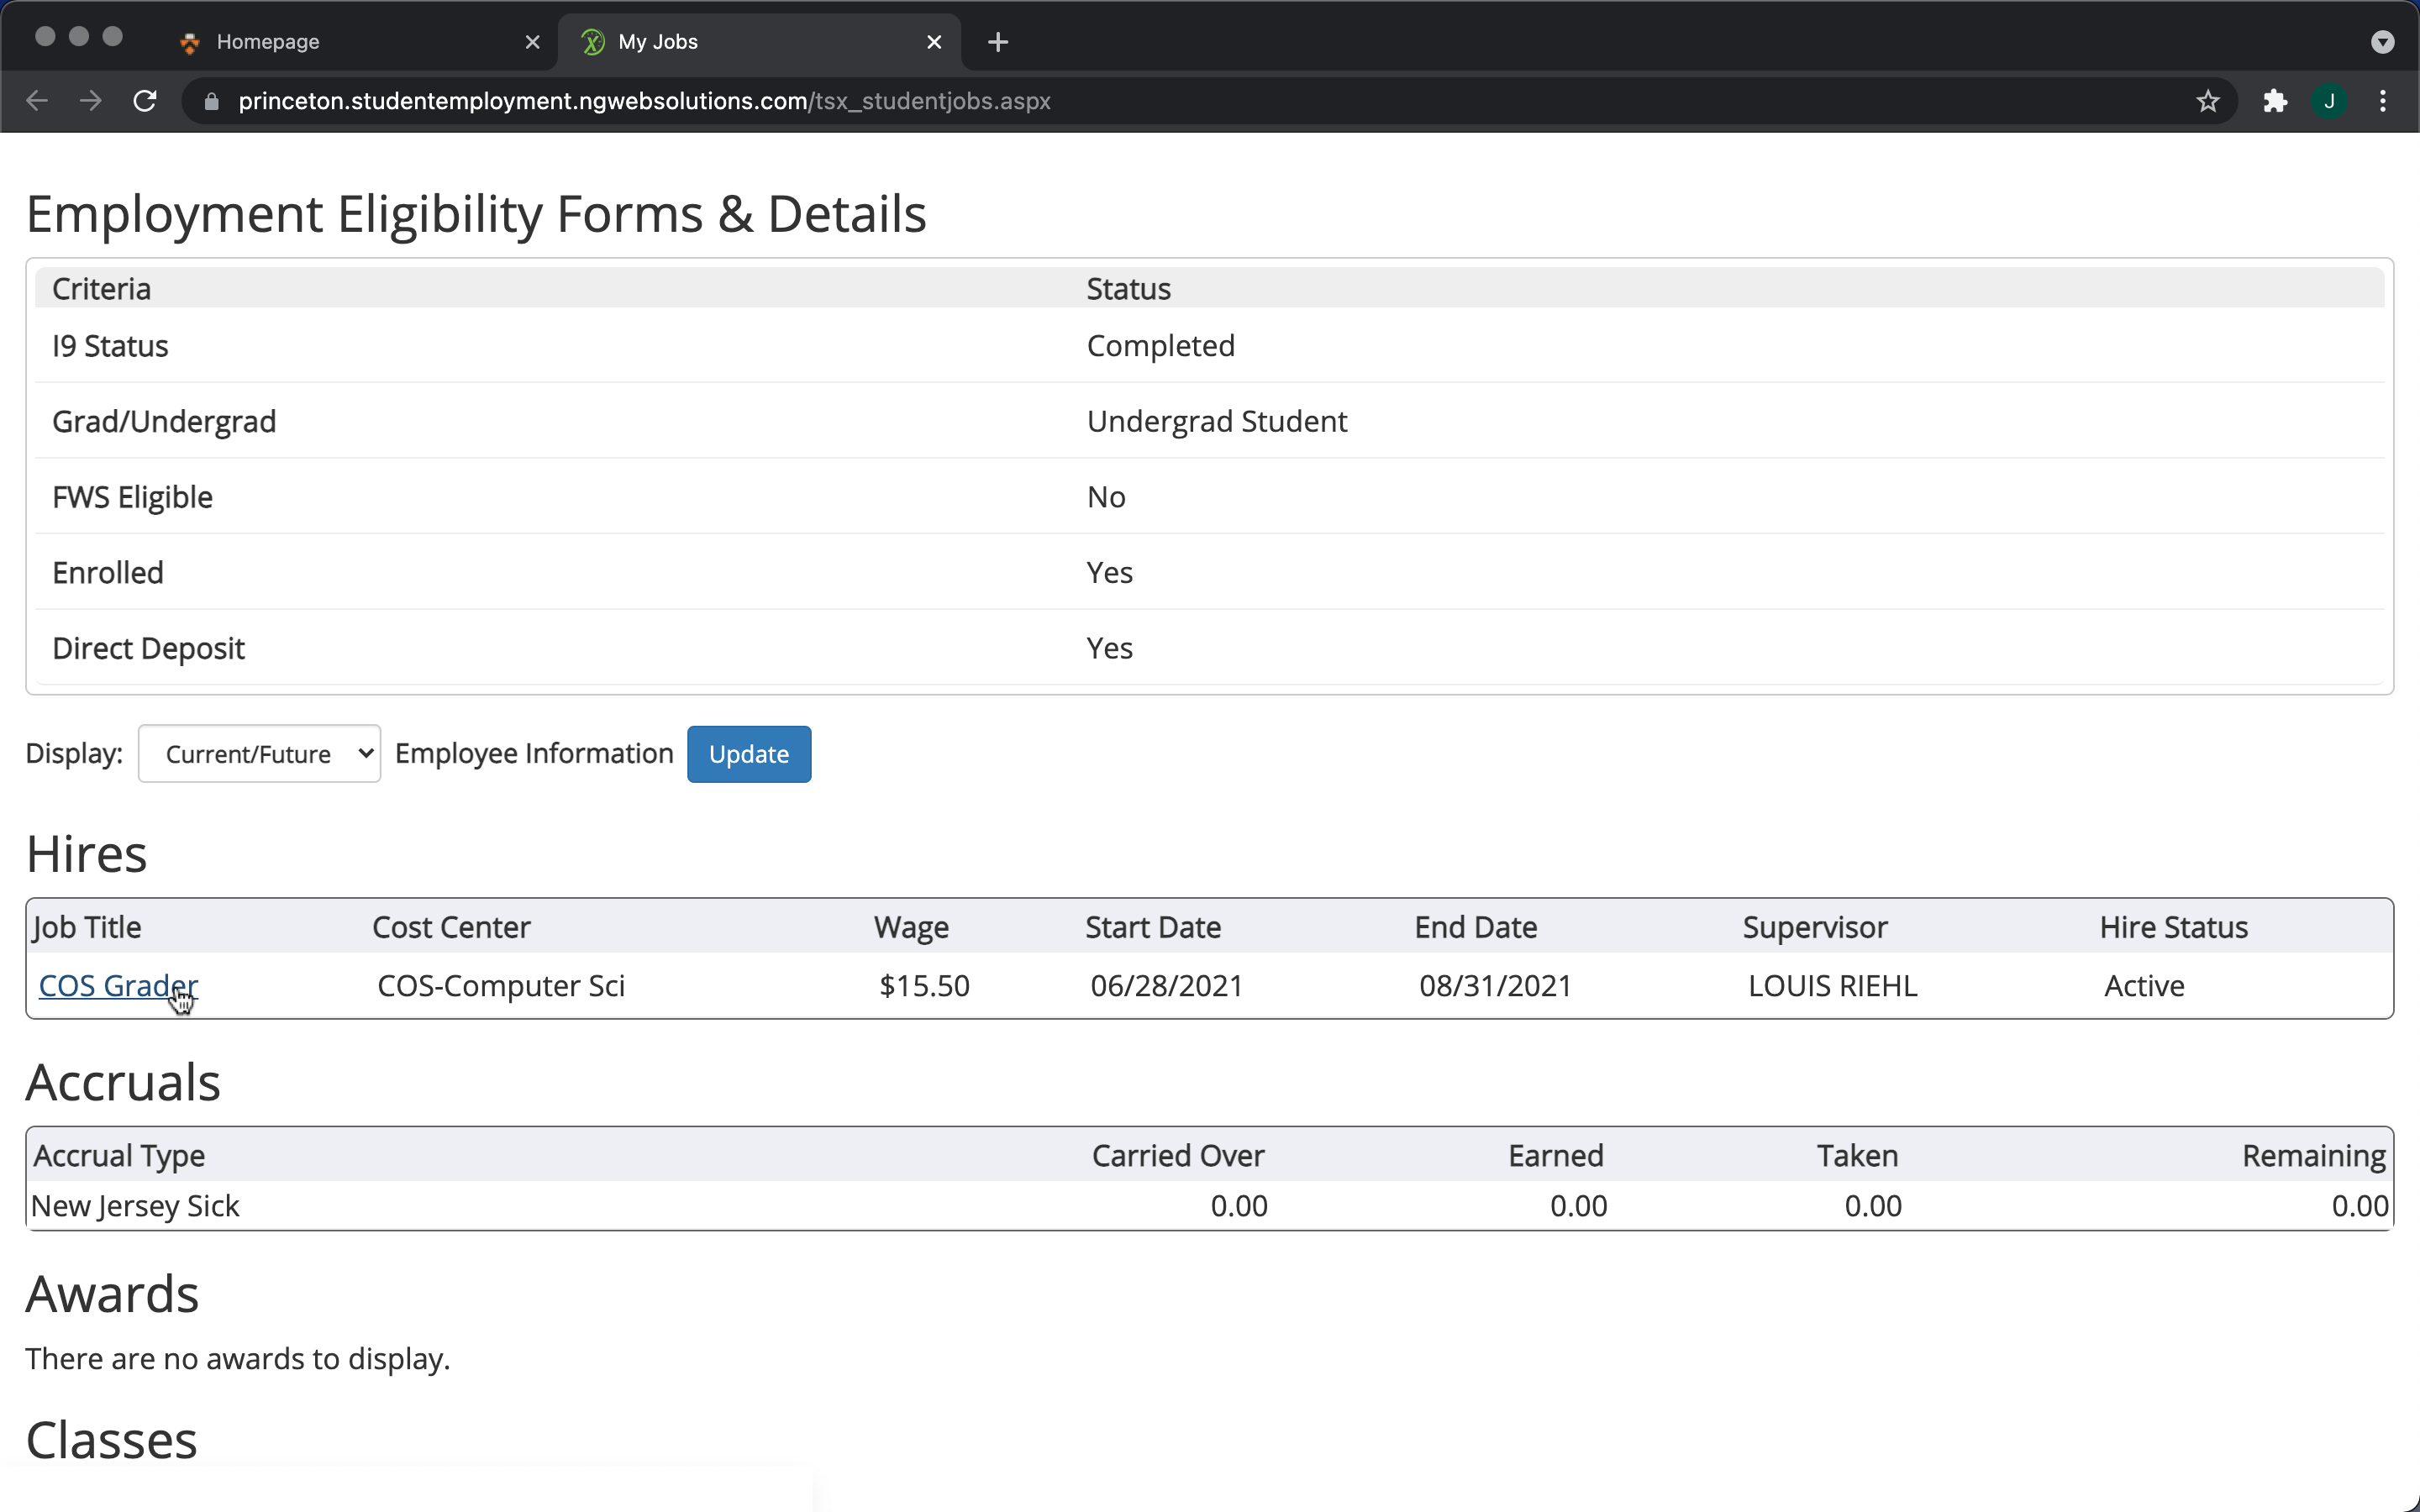 Homepage
My Jobs
princeton.studentemployment.ngwebsolutions.com/tsx_studentjobs.aspx
J
Employment Eligibility Forms & Details
Criteria Status
I9 Status Completed
Grad/Undergrad Undergrad Student
FWS Eligible No
Enrolled Yes
Direct Deposit Yes
Display: Current/Future Employee Information Update
Hires
Job Title Cost Center Wage Start Date End Date Supervisor Hire Status
COS Grader COS-Computer Sci $15.50 06/28/2021 08/31/2021 LOUIS RIEHL Active
Accruals
Accrual Type Carried Over Earned Taken Remaining
New Jersey Sick 0.00 0.00 0.00 0.00
Awards
There are no awards to display.
Classes